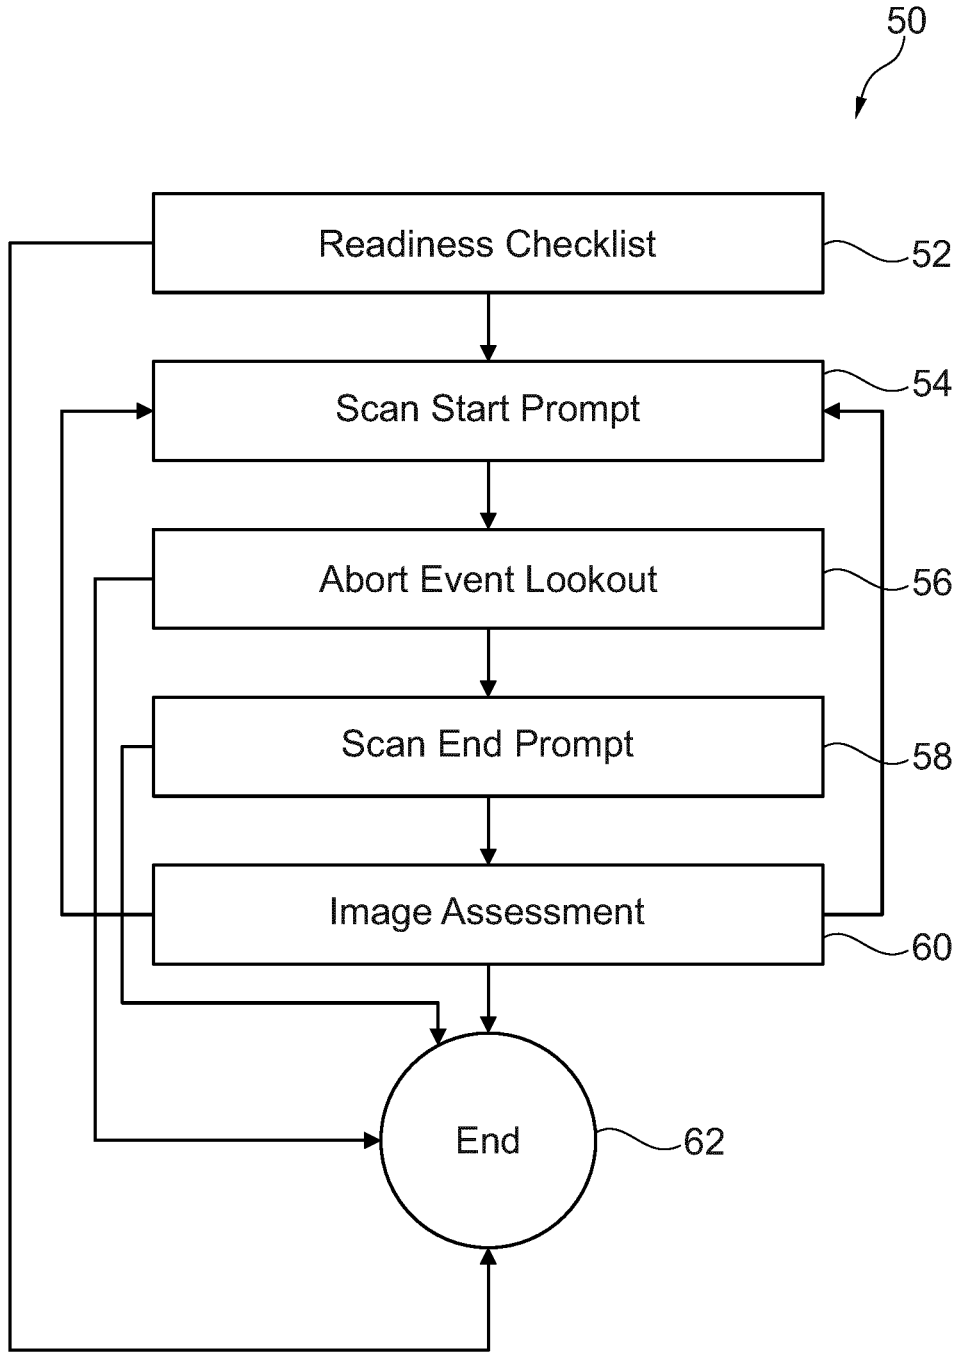 50
Readiness Checklist
52
Scan Start Prompt
54
Abort Event Lookout
56
Scan End Prompt
58
Image Assessment
60
End
62